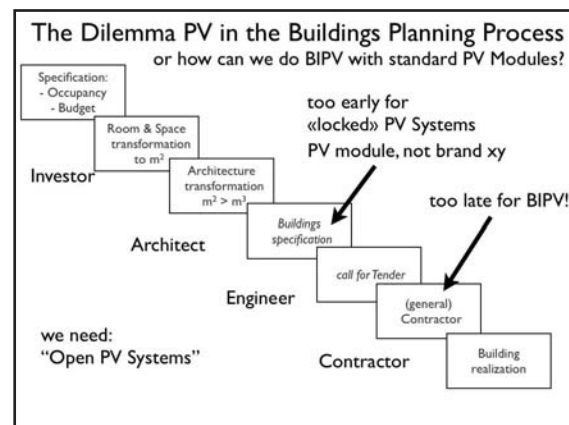 The Dilemma PV in the Buildings Planning Process
or how can we do BIPV with standard PV Modules?
Specification:
- Occupancy
- Budget
Room & Space
transformation
to m²
Investor
Architecture
transformation
m² > m³
Architect
Buildings
specification
too early for
«locked» PV Systems
PV module, not brand xy
call for Tender
Engineer
(general)
Contractor
too late for BIPV!
Contractor
Building
realization
we need:
"Open PV Systems"